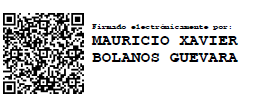 Firmado electrónicamente por:
MAURICIO XAVIER
BOLANOS GUEVARA